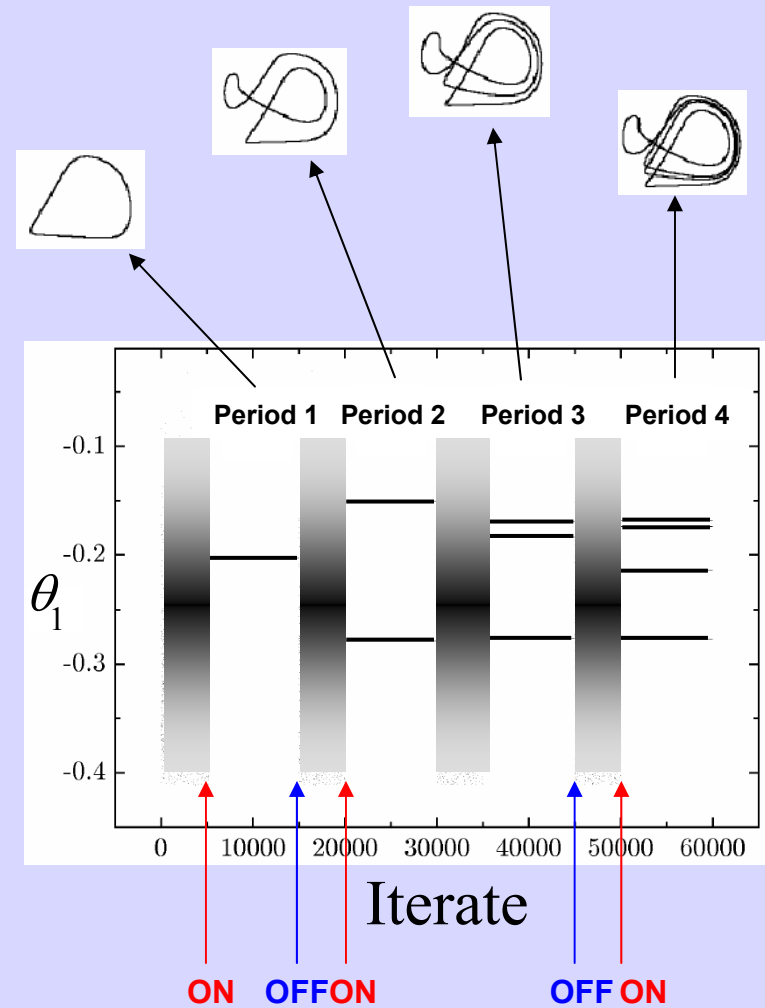 Period 1 Period 2 Period 3 Period 4
-0.1
-0.2
θ1
-0.3
-0.4
0 10000 20000 30000 40000 50000 60000
Iterate
ON OFF ON OFF ON